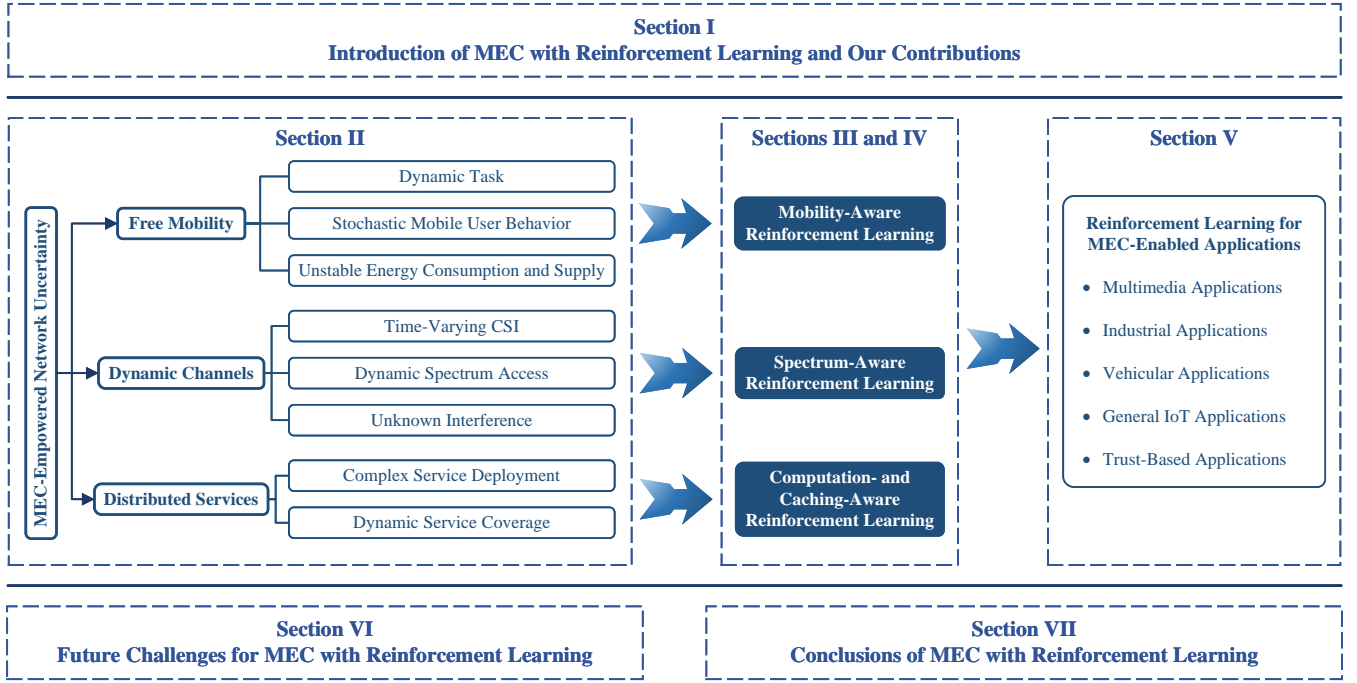 Section I
Introduction of MEC with Reinforcement Learning and Our Contributions
Section II
MEC-Empowered Network Uncertainty
Free Mobility
Dynamic Task
Stochastic Mobile User Behavior
Unstable Energy Consumption and Supply
Dynamic Channels
Time-Varying CSI
Dynamic Spectrum Access
Unknown Interference
Distributed Services
Complex Service Deployment
Dynamic Service Coverage
Sections III and IV
Mobility-Aware
Reinforcement Learning
Spectrum-Aware
Reinforcement Learning
Computation- and
Caching-Aware
Reinforcement Learning
Section V
Reinforcement Learning for
MEC-Enabled Applications
• Multimedia Applications
• Industrial Applications
• Vehicular Applications
• General IoT Applications
• Trust-Based Applications
Section VI
Future Challenges for MEC with Reinforcement Learning
Section VII
Conclusions of MEC with Reinforcement Learning